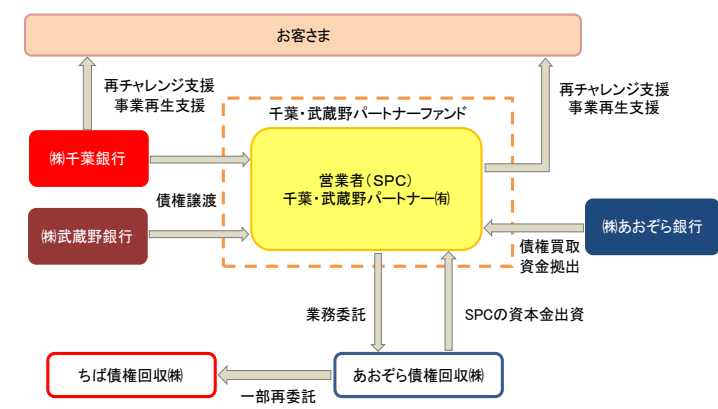 お客さま
再チャレンジ支援
事業再生支援
再チャレンジ支援
事業再生支援
千葉・武蔵野パートナーファンド
㈱千葉銀行
営業者(SPC)
千葉・武蔵野パートナー㈲
債権譲渡
㈱武蔵野銀行
㈱あおぞら銀行
債権買取
資金拠出
業務委託
SPCの資本金出資
ちば債権回収㈱
あおぞら債権回収㈱
一部再委託